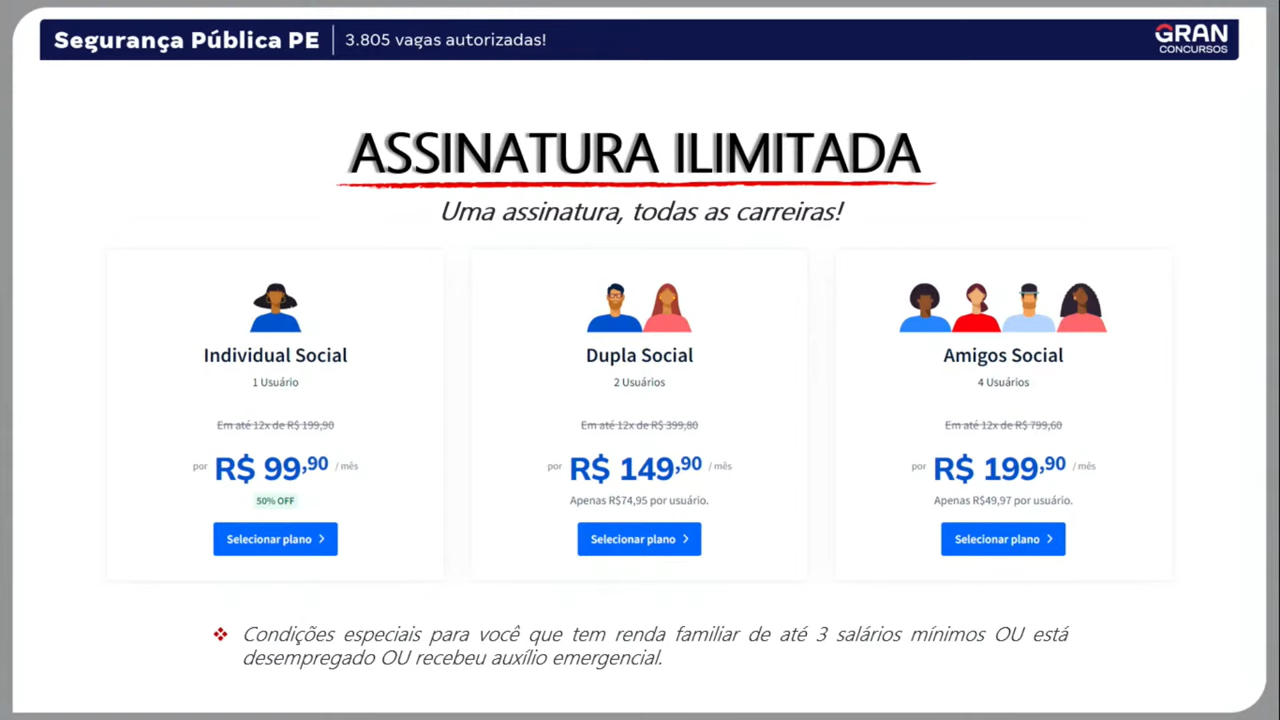 Segurança Pública PE
3.805 vagas autorizadas!
GRAN
CONCURSOS
ASSINATURA ILIMITADA
Uma assinatura, todas as carreiras!
Individual Social
1 Usuário
Em até 12x de R$ 199,90
por R$ 99,90 / mês
50% OFF
Selecionar plano
Dupla Social
2 Usuários
Em até 12x de R$ 399,80
por R$ 149,90 / mês
Apenas R$74,95 por usuário.
Selecionar plano
Amigos Social
4 Usuários
Em até 12x de R$ 799,60
por R$ 199,90 / mês
Apenas R$49,97 por usuário.
Selecionar plano
Condições especiais para você que tem renda familiar de até 3 salários mínimos OU está
desempregado OU recebeu auxílio emergencial.